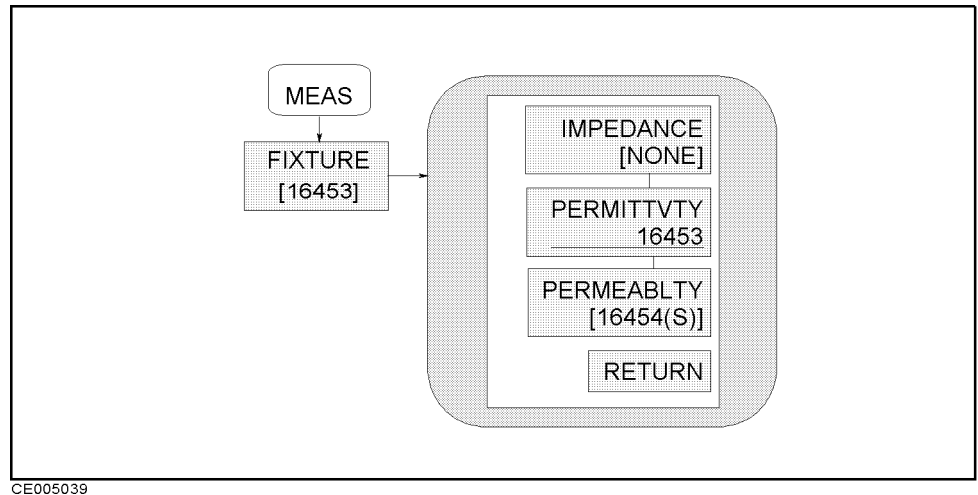 MEAS
FIXTURE
[16453]
IMPEDANCE
[NONE]
PERMITTVTY
16453
PERMEABLTY
[16454(S)]
RETURN
CE005039